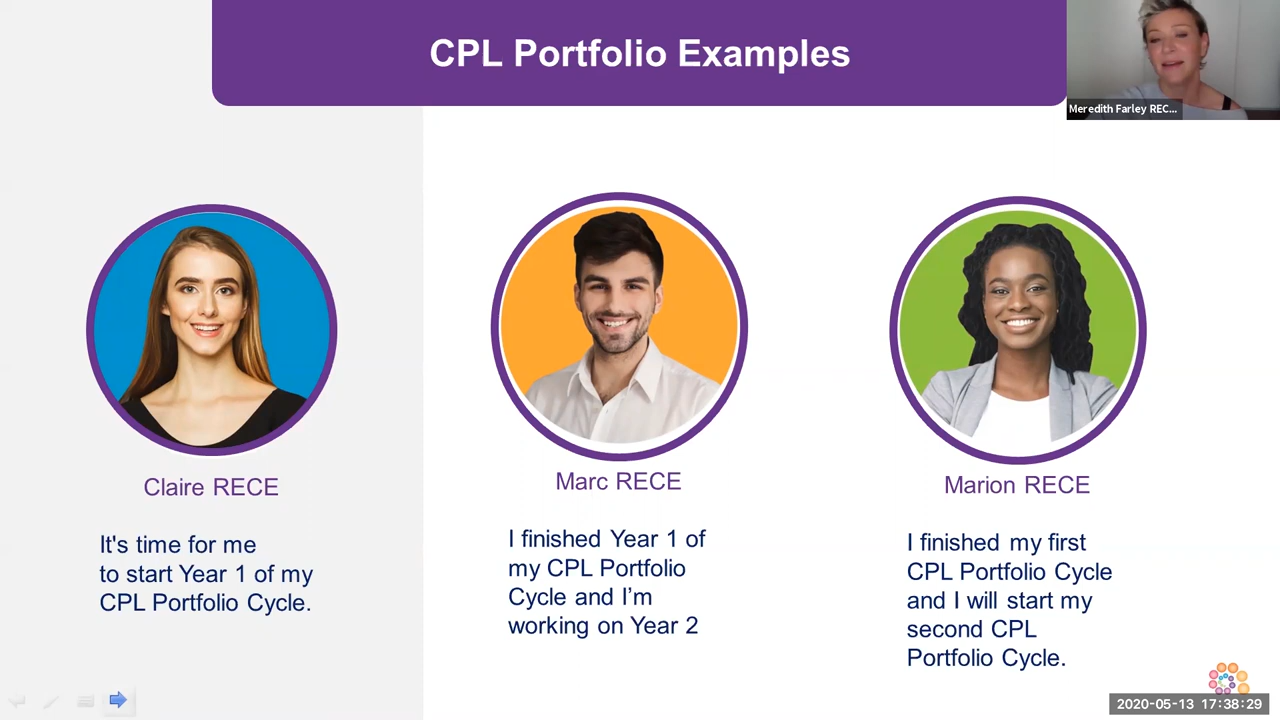 CPL Portfolio Examples
Meredith Farley REC...
Claire RECE
It's time for me
to start Year 1 of my
CPL Portfolio Cycle.
Marc RECE
I finished Year 1 of
my CPL Portfolio
Cycle and I’m
working on Year 2
Marion RECE
I finished my first
CPL Portfolio Cycle
and I will start my
second CPL
Portfolio Cycle.
2020-05-13 17:38:29